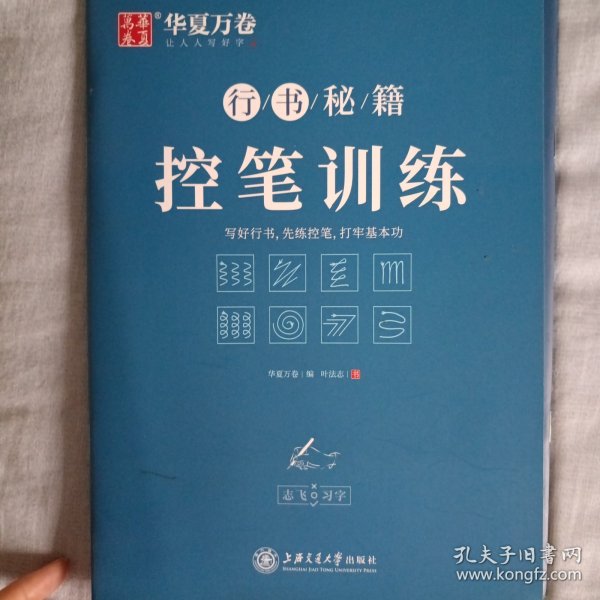 萬華
卷夏
®
华夏万卷
让人人写好字
行/书/秘/籍
控笔训练
写好行书,先练控笔,打牢基本功
华夏万卷|编 叶法志|书
志飞习字
上海交通大学出版社
SHANGHAI JIAO TONG UNIVERSITY PRESS
孔夫子旧书网
www.kongfz.com